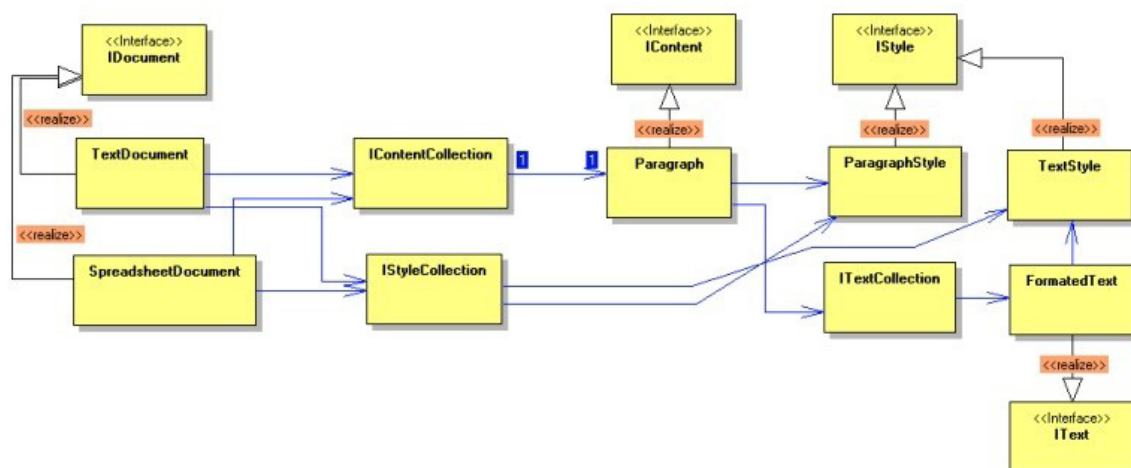 <<Interface>>
IDocument
<<Interface>>
IContent
<<Interface>>
IStyle
<<realize>>
<<realize>>
<<realize>>
<<realize>>
TextDocument
IContentCollection
1
1
Paragraph
ParagraphStyle
TextStyle
<<realize>>
SpreadsheetDocument
IStyleCollection
ITextCollection
FormatedText
<<realize>>
<<Interface>>
IText